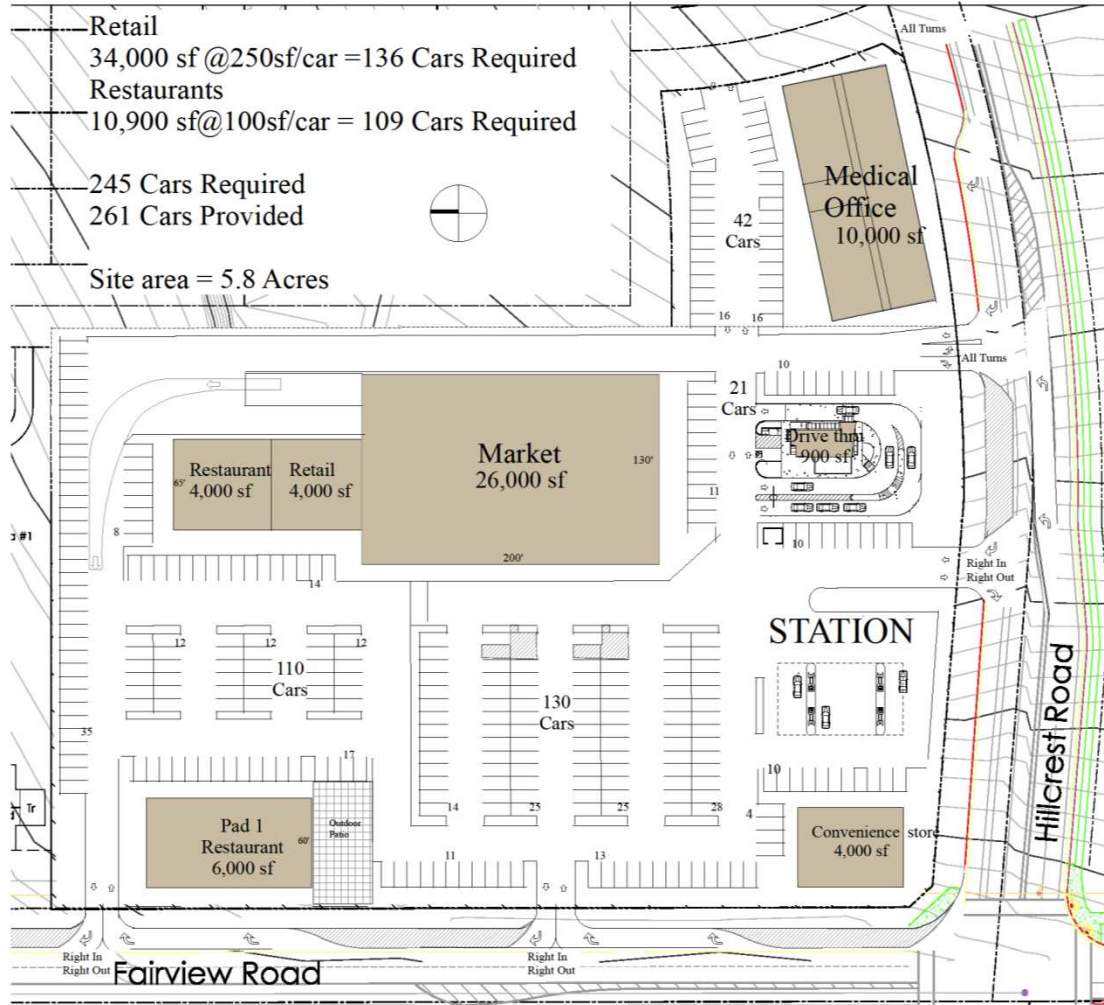 Retail
34,000 sf @250sf/car =136 Cars Required
Restaurants
10,900 sf@100sf/car = 109 Cars Required
245 Cars Required
261 Cars Provided
Site area = 5.8 Acres
All Turns
Medical
Office
10,000 sf
42
Cars
16
16
All Turns
10
21
Cars
Drive thru
900 sf
Market
26,000 sf
130'
200'
Restaurant
4,000 sf
65'
Retail
4,000 sf
8
11
10
14
#1
Right In
Right Out
STATION
12
12
12
110
Cars
130
Cars
35
17
14
25
25
28
10
4
Tr
Pad 1
Restaurant
6,000 sf
60'
Outdoor
Patio
11
13
Convenience store
4,000 sf
Hillcrest Road
Right In
Right Out
Fairview Road
Right In
Right Out